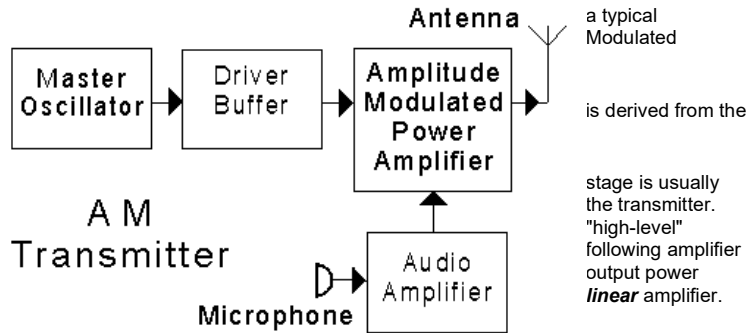 Antenna
Master
Oscillator
Driver
Buffer
Amplitude
Modulated
Power
Amplifier
A M
Transmitter
Microphone
Audio
Amplifier
a typical
Modulated
is derived from the
stage is usually
the transmitter.
"high-level"
following amplifier
output power
linear amplifier.